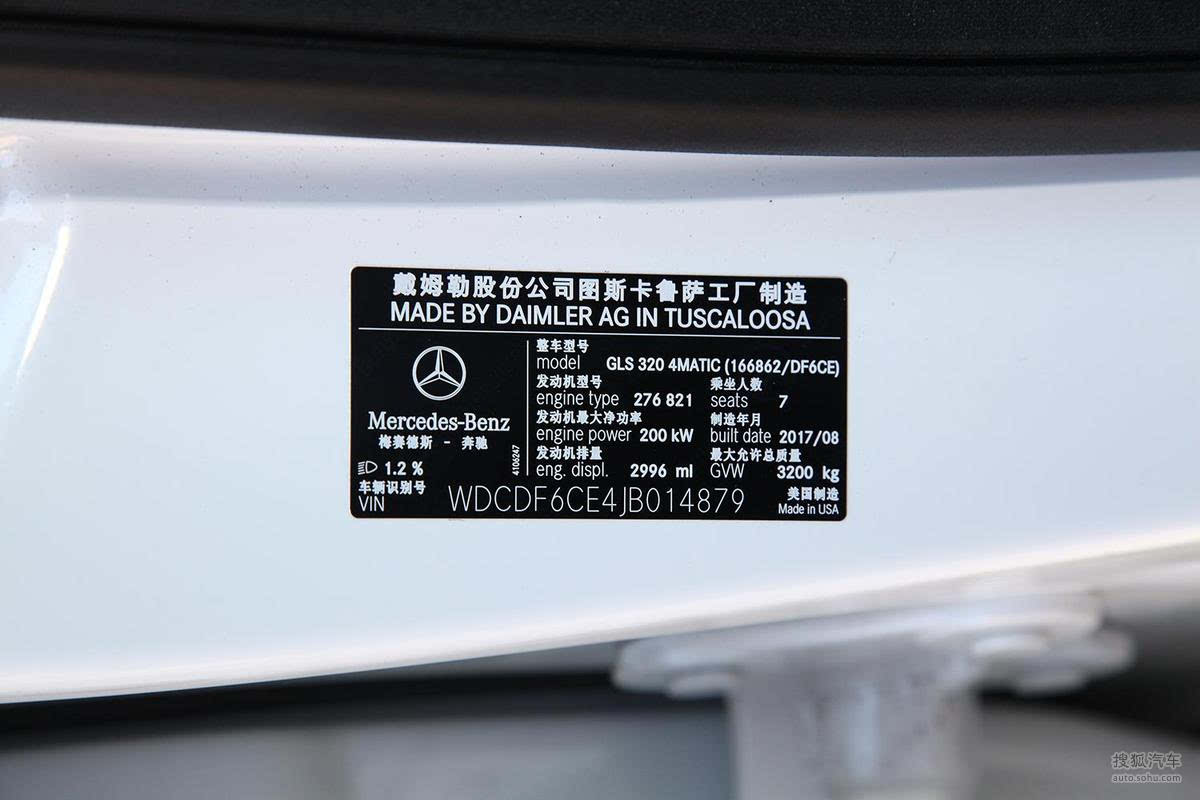 戴姆勒股份公司图斯卡鲁萨工厂制造
MADE BY DAIMLER AG IN TUSCALOOSA
Mercedes-Benz
梅赛德斯 - 奔驰
1.2 %
4106247
整车型号
model GLS 320 4MATIC (166862/DF6CE)
发动机型号 乘坐人数
engine type 276 821 seats 7
发动机最大净功率 制造年月
engine power 200 kW built date 2017/08
发动机排量 最大允许总质量
eng. displ. 2996 ml GVW 3200 kg
车辆识别号 美国制造
VIN WDCDF6CE4JB014879 Made in USA
搜狐汽车
auto.sohu.com